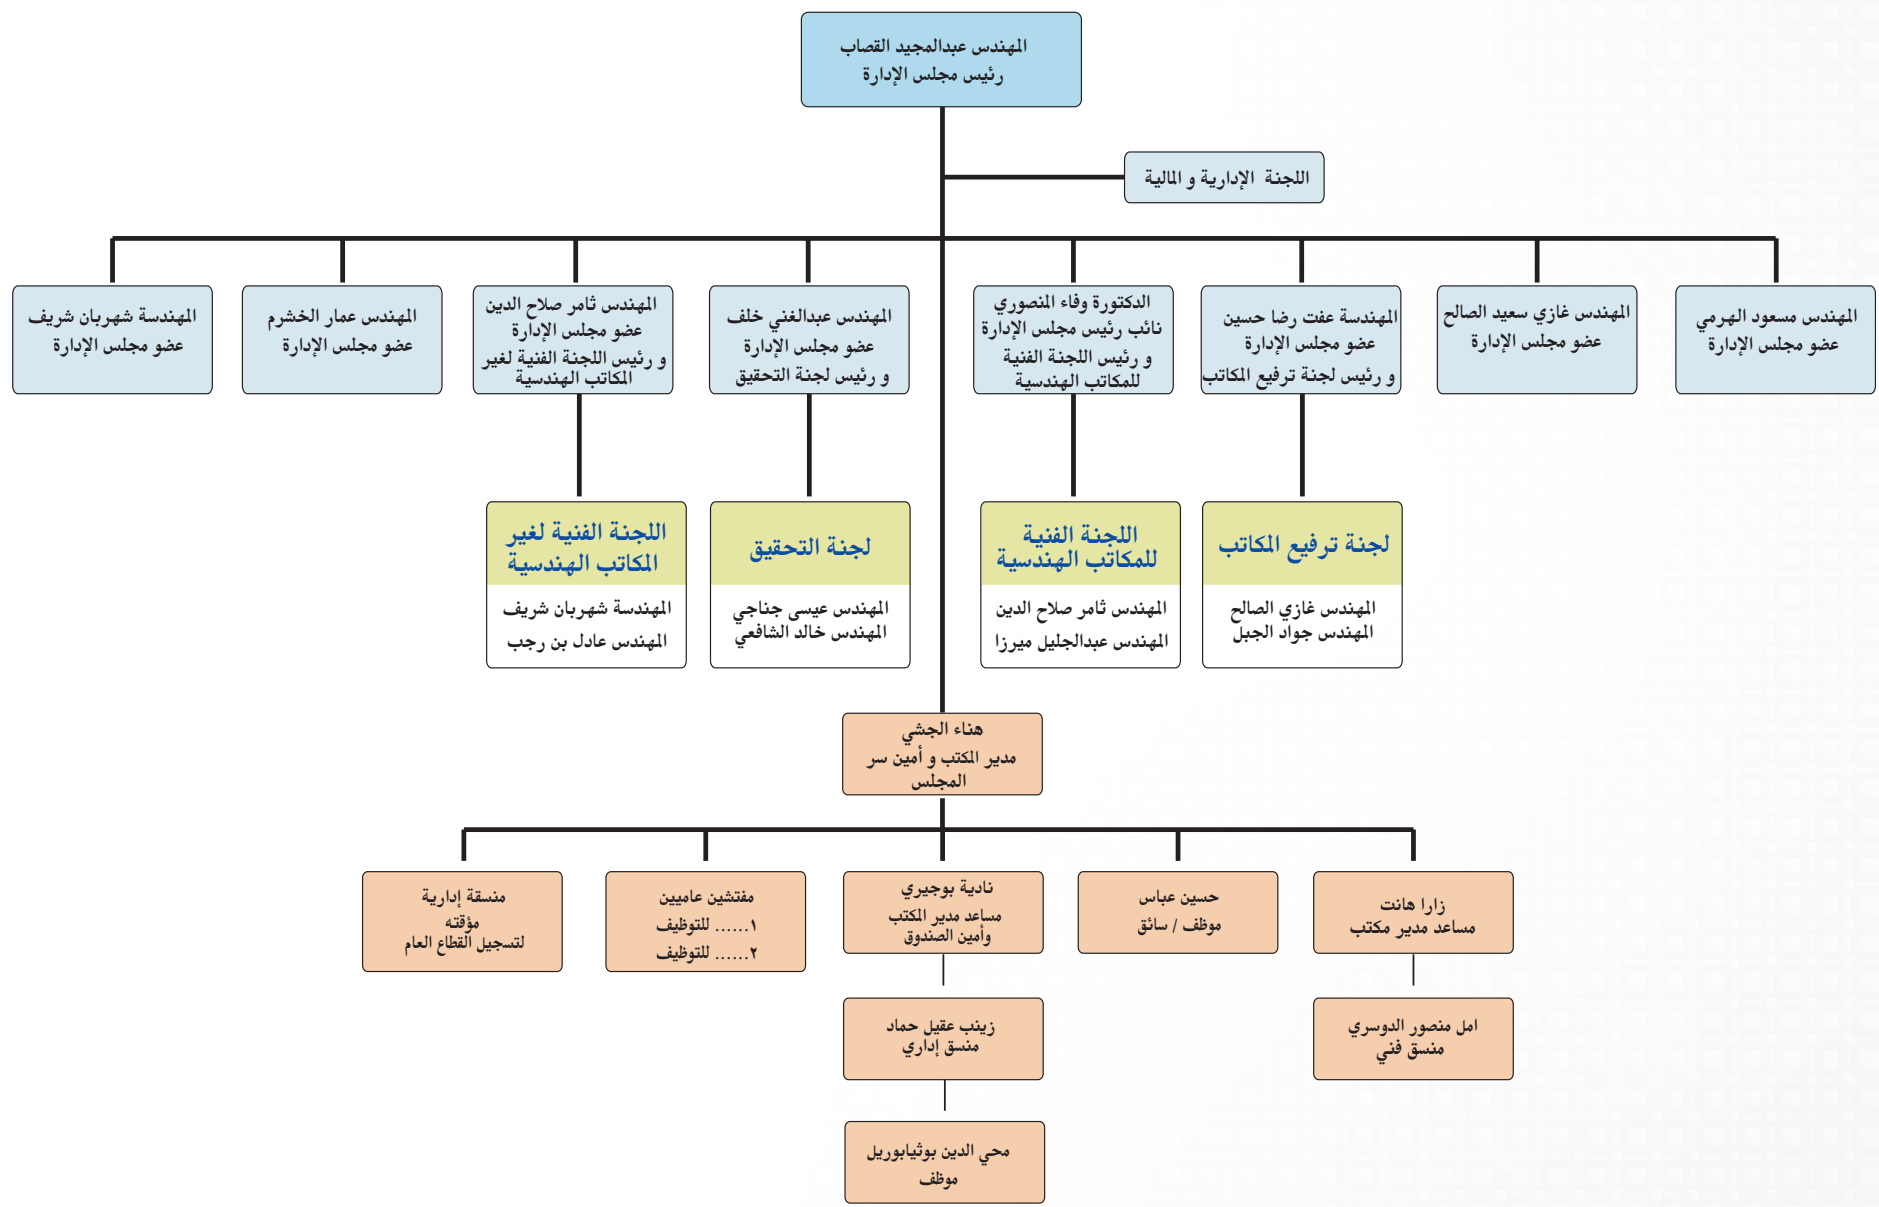 المهندس عبدالمجيد القصاب
رئيس مجلس الإدارة
اللجنة الإدارية و المالية
المهندس مسعود الهرمي
عضو مجلس الإدارة
المهندس غازي سعيد الصالح
عضو مجلس الإدارة
المهندسة عفت رضا حسين
عضو مجلس الإدارة
و رئيس لجنة ترفيع المكاتب
الدكتورة وفاء المنصوري
نائب رئيس مجلس الإدارة
و رئيس اللجنة الفنية
للمكاتب الهندسية
المهندس عبدالغني خلف
عضو مجلس الإدارة
و رئيس لجنة التحقيق
المهندس ثامر صلاح الدين
عضو مجلس الإدارة
و رئيس اللجنة الفنية لغير
المكاتب الهندسية
المهندس عمار الخشرم
عضو مجلس الإدارة
المهندسة شهربان شريف
عضو مجلس الإدارة
لجنة ترفيع المكاتب
المهندس غازي الصالح
المهندس جواد الجبل
اللجنة الفنية
للمكاتب الهندسية
المهندس ثامر صلاح الدين
المهندس عبدالجليل ميرزا
لجنة التحقيق
المهندس عيسى جناحي
المهندس خالد الشافعي
اللجنة الفنية لغير
المكاتب الهندسية
المهندسة شهربان شريف
المهندس عادل بن رجب
هناء الجشي
مدير المكتب و أمين سر
المجلس
زارا هانت
مساعد مدير مكتب
حسين عباس
موظف / سائق
نادية بوجيري
مساعد مدير المكتب
وأمين الصندوق
مفتشين عاميين
١...... للتوظيف
٢...... للتوظيف
منسقة إدارية
مؤقته
لتسجيل القطاع العام
امل منصور الدوسري
منسق فني
زينب عقيل حماد
منسق إداري
محي الدين بوثيابوريل
موظف